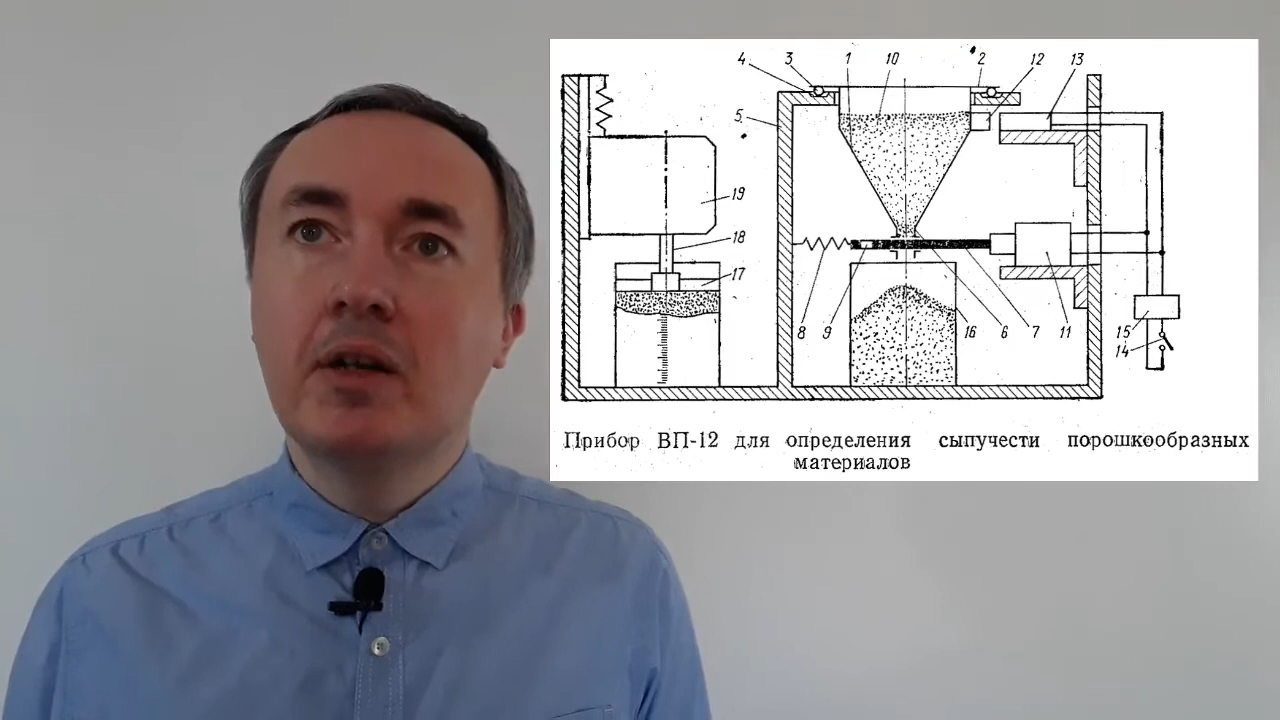 4 3 1 10 2 12 13
5
19
18
17
8 9 16 6 7 11 15
14
Прибор ВП-12 для определения сыпучести порошкообразных
материалов